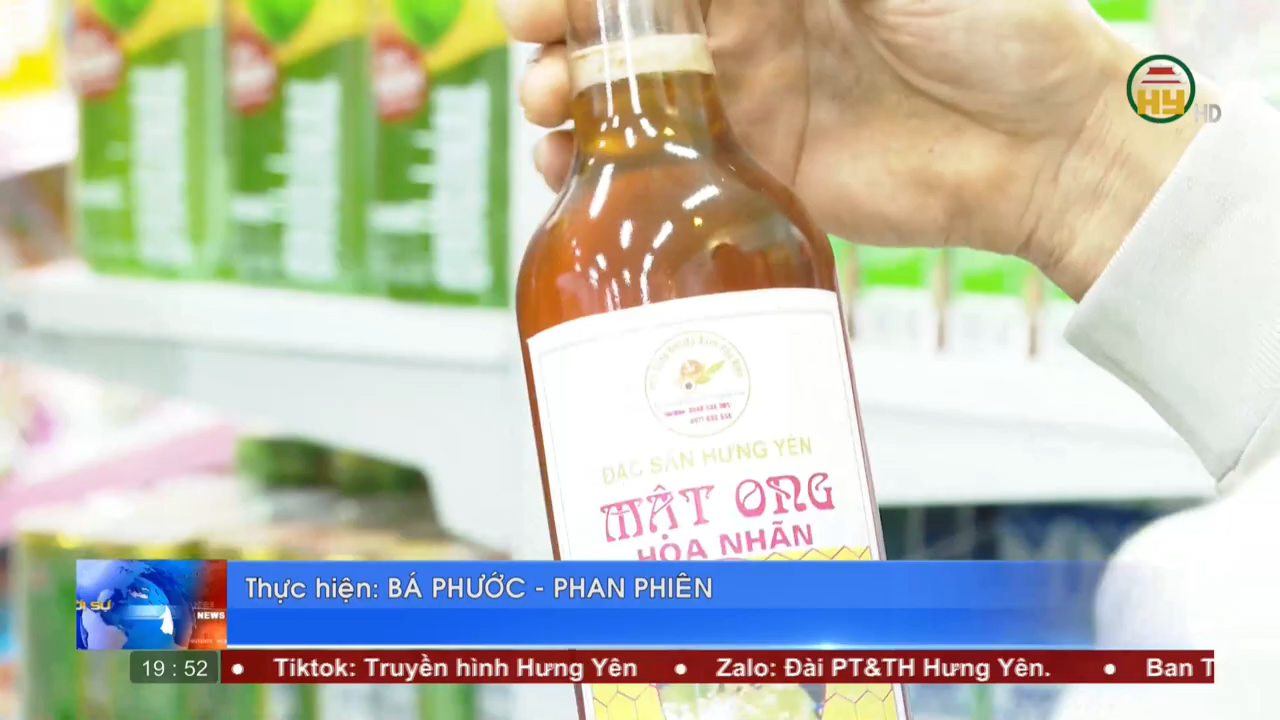 HY HD
ĐẶC SẢN HƯNG YÊN
MẬT ONG
HOA NHÃN
Thực hiện: BÁ PHƯỚC - PHAN PHIÊN
NEWS
19 : 52 • Tiktok: Truyền hình Hưng Yên • Zalo: Đài PT&TH Hưng Yên. • Ban T